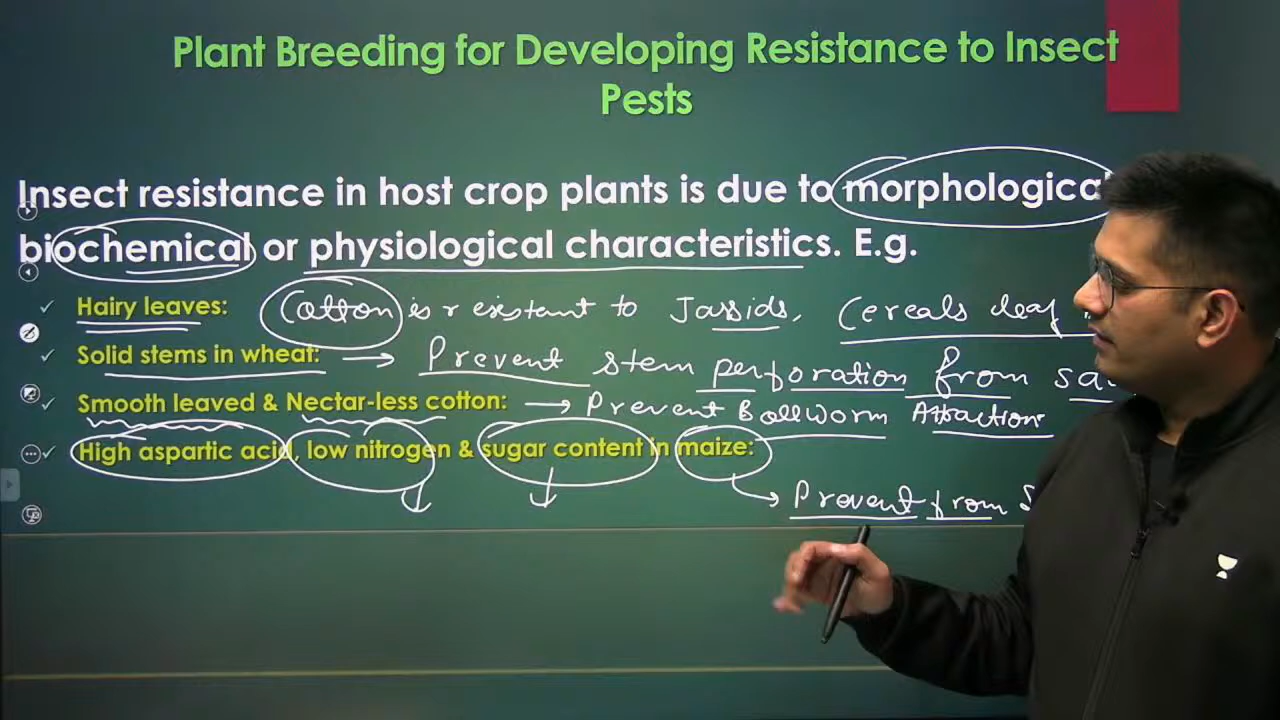 Plant Breeding for Developing Resistance to Insect
Pests
Insect resistance in host crop plants is due to morphological
biochemical or physiological characteristics. E.g.
✓ Hairy leaves: Cotton is resistant to Jassids, Cereals leaf
✓ Solid stems in wheat: → Prevent stem perforation from
✓ Smooth leaved & Nectar-less cotton: → Prevent Bollworm Attraction
✓ High aspartic acid, low nitrogen & sugar content in maize:
→ Prevent from